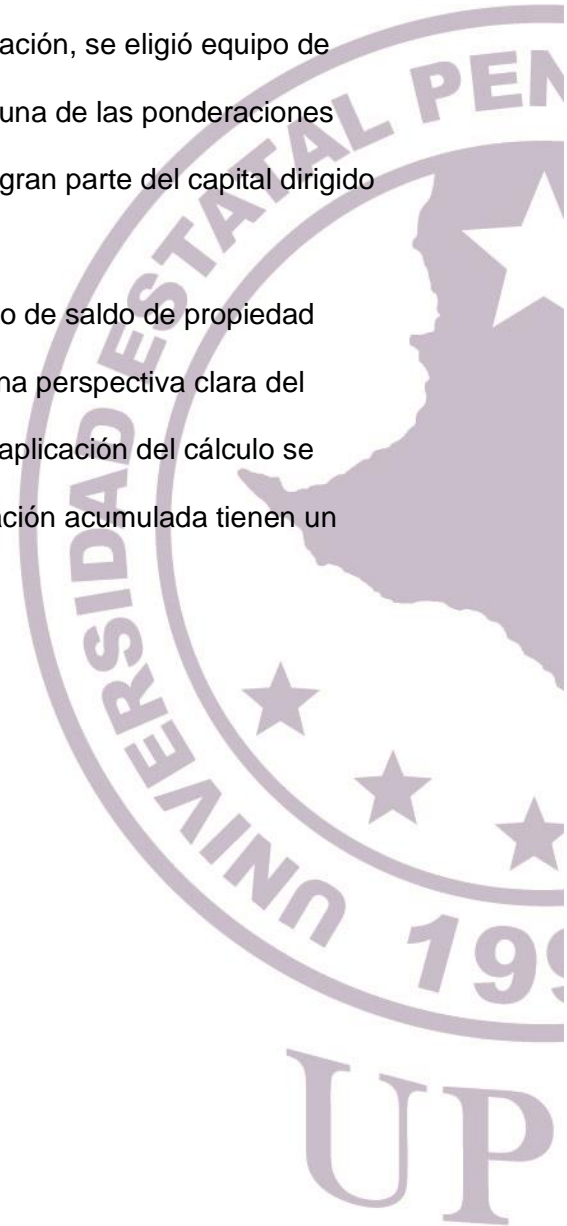 ación, se eligió equipo de
una de las ponderaciones
gran parte del capital dirigido
o de saldo de propiedad
na perspectiva clara del
aplicación del cálculo se
ación acumulada tienen un
UNIVERSIDAD ESTATAL PEN
199
UP